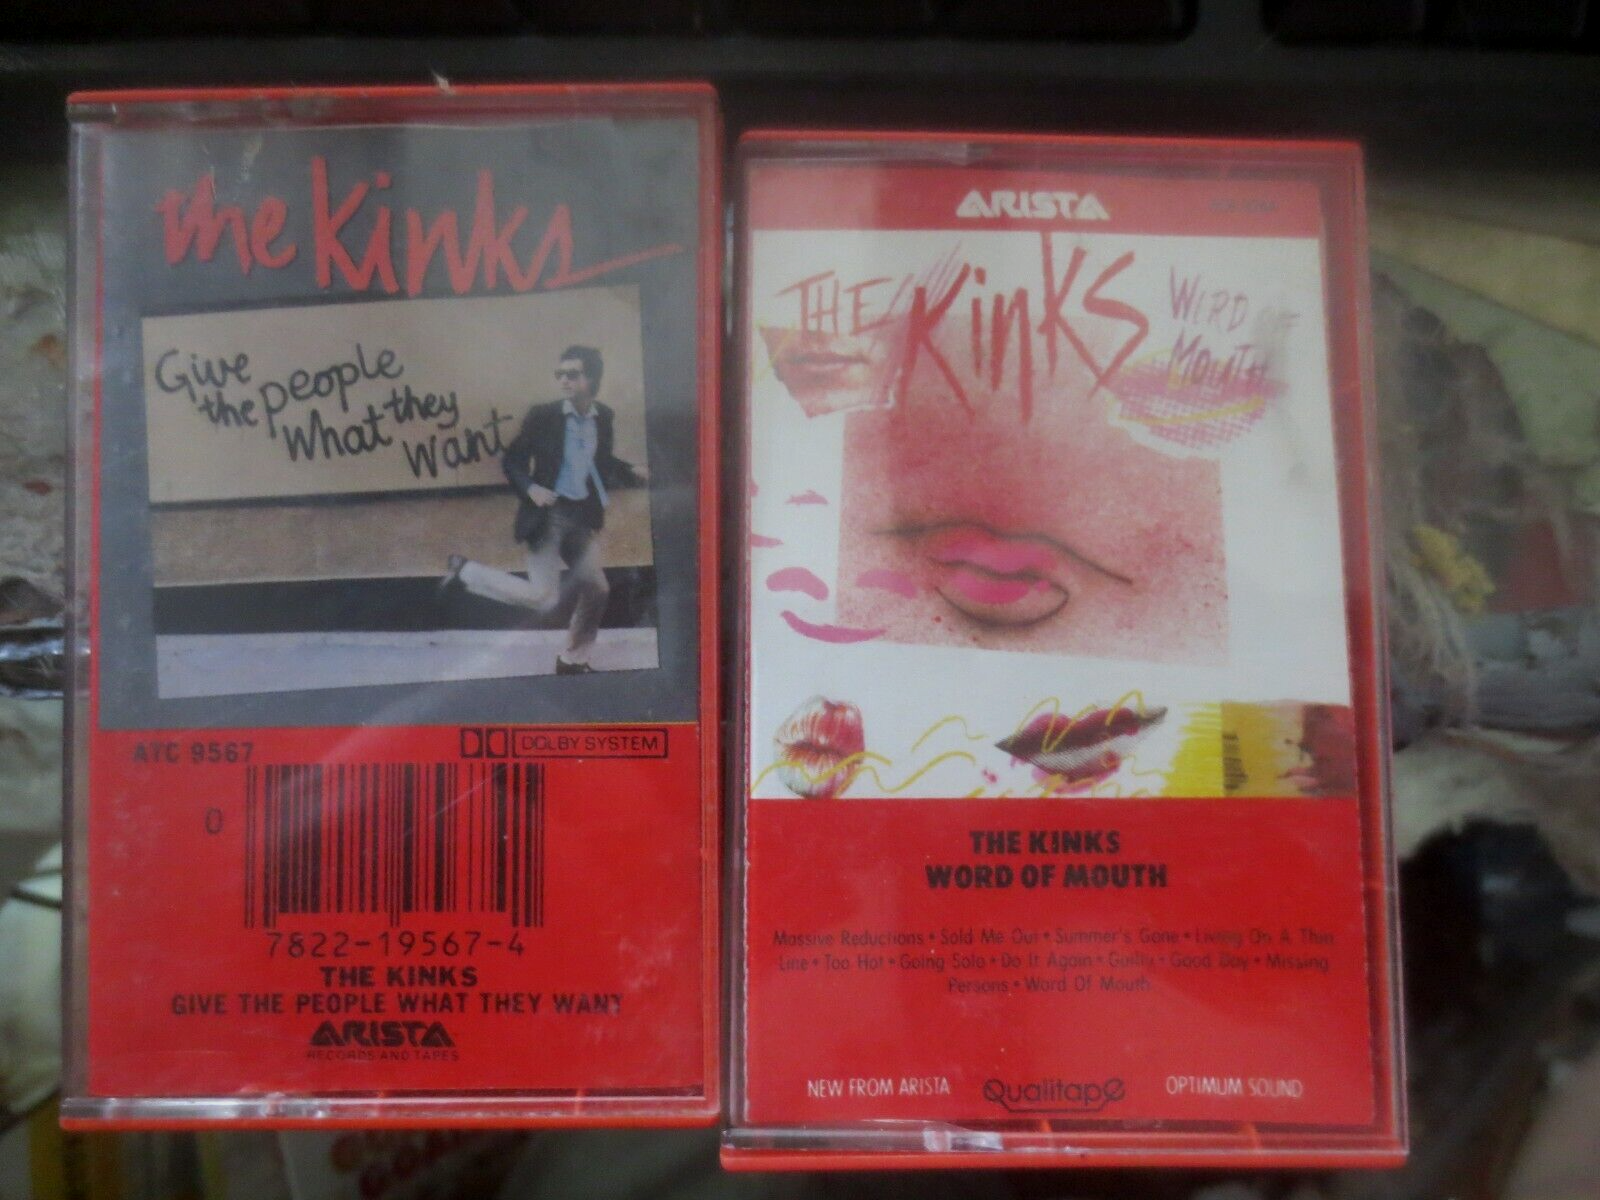 the Kinks
Give
the people
what they
want
ATC 9567
DOLBY SYSTEM
0
7822-19567-4
THE KINKS
GIVE THE PEOPLE WHAT THEY WANT
ARISTA
RECORDS AND TAPES
ARISTA
THE KINKS
WORD OF
MOUTH
THE KINKS
WORD OF MOUTH
Massive Reductions • Sold Me Out • Summer's Gone • Living On A Thin
Line • Too Hot • Going Solo • Do It Again • Guilty • Good Day • Missing
Persons • Word Of Mouth
NEW FROM ARISTA Qualitape OPTIMUM SOUND